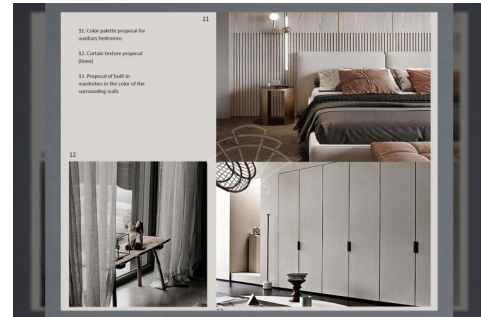 11
11. Color palette proposal for
auxiliary bedrooms
12. Curtain texture proposal
(linen)
13. Proposal of built-in
wardrobes in the color of the
surrounding walls
12
13